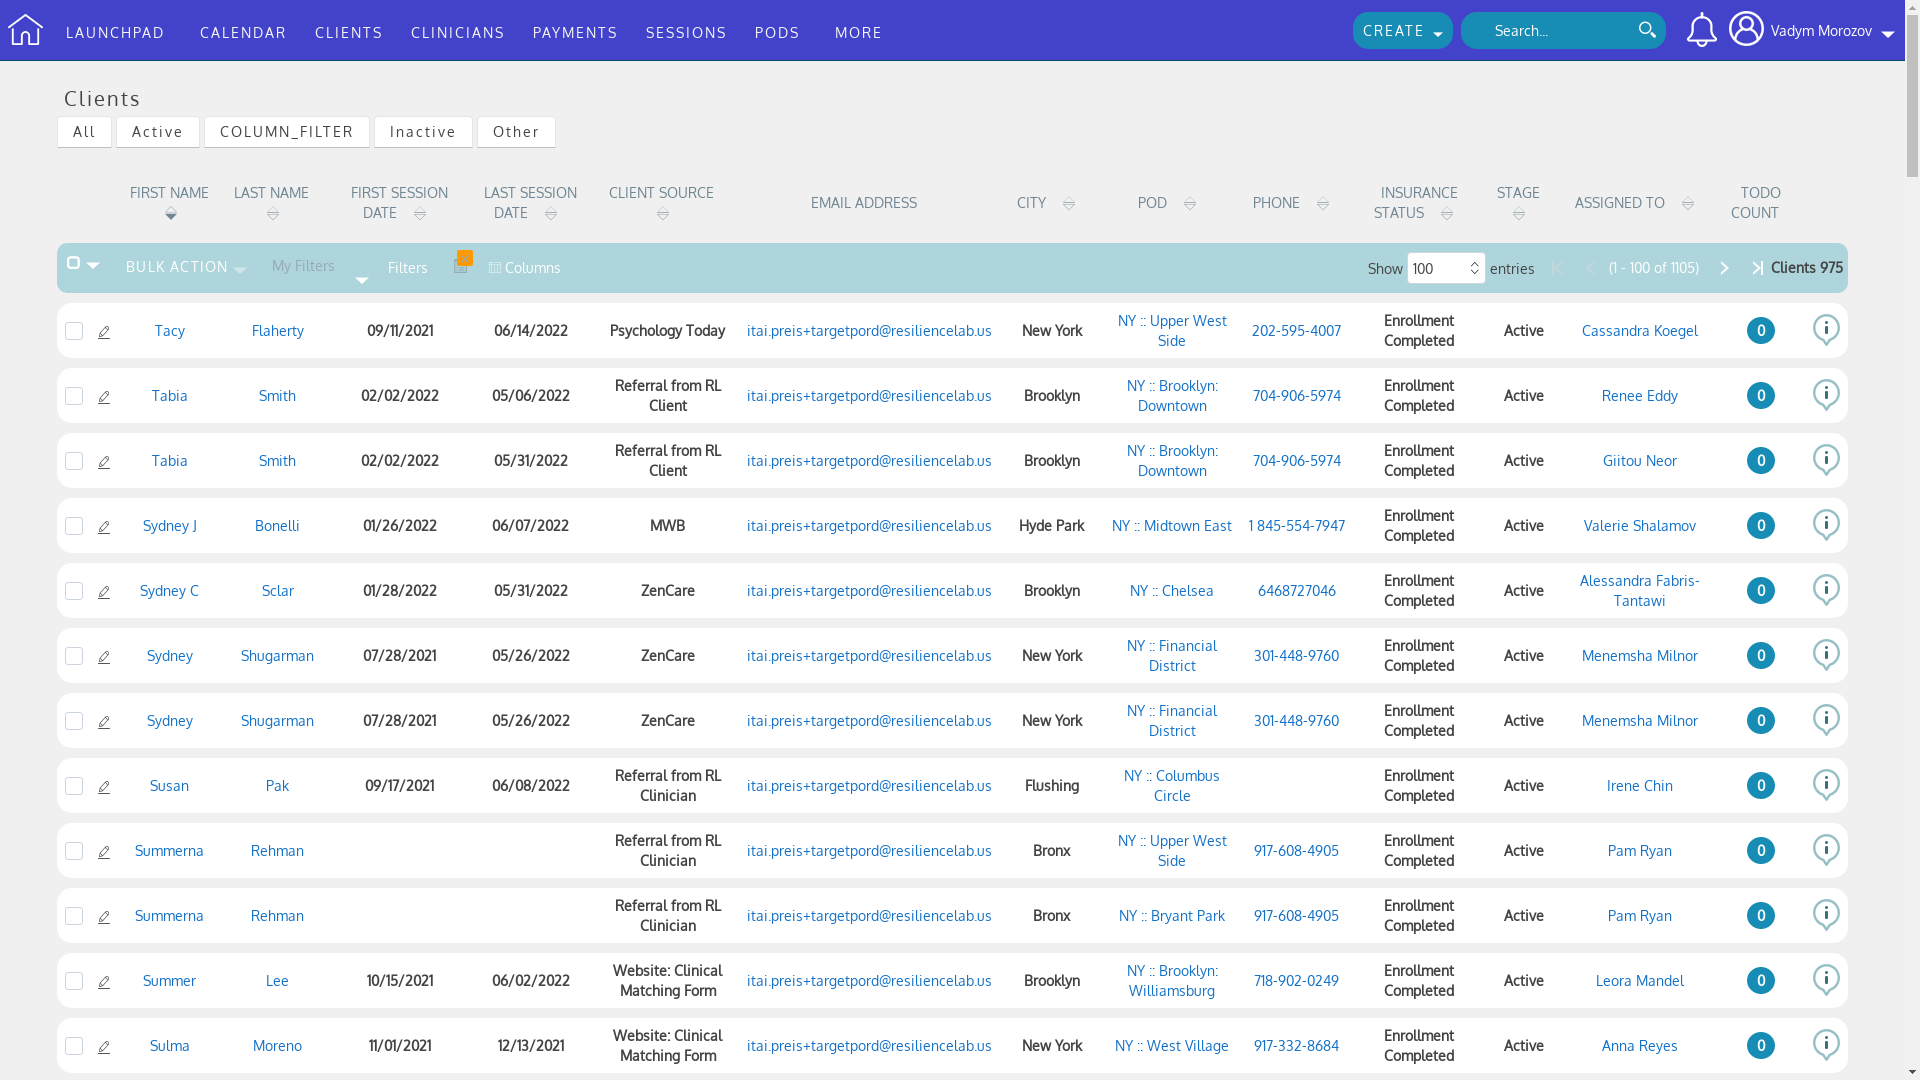 LAUNCHPAD CALENDAR CLIENTS CLINICIANS PAYMENTS SESSIONS PODS MORE CREATE Search... Vadym Morozov
Clients
All Active COLUMN_FILTER Inactive Other
FIRST NAME LAST NAME FIRST SESSION DATE LAST SESSION DATE CLIENT SOURCE EMAIL ADDRESS CITY POD PHONE INSURANCE STATUS STAGE ASSIGNED TO TODO COUNT
BULK ACTION My Filters Filters Columns Show 100 entries (1 - 100 of 1105) Clients 975
Tacy Flaherty 09/11/2021 06/14/2022 Psychology Today itai.preis+targetpord@resiliencelab.us New York NY :: Upper West Side 202-595-4007 Enrollment Completed Active Cassandra Koegel 0
Tabia Smith 02/02/2022 05/06/2022 Referral from RL Client itai.preis+targetpord@resiliencelab.us Brooklyn NY :: Brooklyn: Downtown 704-906-5974 Enrollment Completed Active Renee Eddy 0
Tabia Smith 02/02/2022 05/31/2022 Referral from RL Client itai.preis+targetpord@resiliencelab.us Brooklyn NY :: Brooklyn: Downtown 704-906-5974 Enrollment Completed Active Giitou Neor 0
Sydney J Bonelli 01/26/2022 06/07/2022 MWB itai.preis+targetpord@resiliencelab.us Hyde Park NY :: Midtown East 1 845-554-7947 Enrollment Completed Active Valerie Shalamov 0
Sydney C Sclar 01/28/2022 05/31/2022 ZenCare itai.preis+targetpord@resiliencelab.us Brooklyn NY :: Chelsea 6468727046 Enrollment Completed Active Alessandra Fabris-Tantawi 0
Sydney Shugarman 07/28/2021 05/26/2022 ZenCare itai.preis+targetpord@resiliencelab.us New York NY :: Financial District 301-448-9760 Enrollment Completed Active Menemsha Milnor 0
Sydney Shugarman 07/28/2021 05/26/2022 ZenCare itai.preis+targetpord@resiliencelab.us New York NY :: Financial District 301-448-9760 Enrollment Completed Active Menemsha Milnor 0
Susan Pak 09/17/2021 06/08/2022 Referral from RL Clinician itai.preis+targetpord@resiliencelab.us Flushing NY :: Columbus Circle Enrollment Completed Active Irene Chin 0
Summerna Rehman Referral from RL Clinician itai.preis+targetpord@resiliencelab.us Bronx NY :: Upper West Side 917-608-4905 Enrollment Completed Active Pam Ryan 0
Summerna Rehman Referral from RL Clinician itai.preis+targetpord@resiliencelab.us Bronx NY :: Bryant Park 917-608-4905 Enrollment Completed Active Pam Ryan 0
Summer Lee 10/15/2021 06/02/2022 Website: Clinical Matching Form itai.preis+targetpord@resiliencelab.us Brooklyn NY :: Brooklyn: Williamsburg 718-902-0249 Enrollment Completed Active Leora Mandel 0
Sulma Moreno 11/01/2021 12/13/2021 Website: Clinical Matching Form itai.preis+targetpord@resiliencelab.us New York NY :: West Village 917-332-8684 Enrollment Completed Active Anna Reyes 0